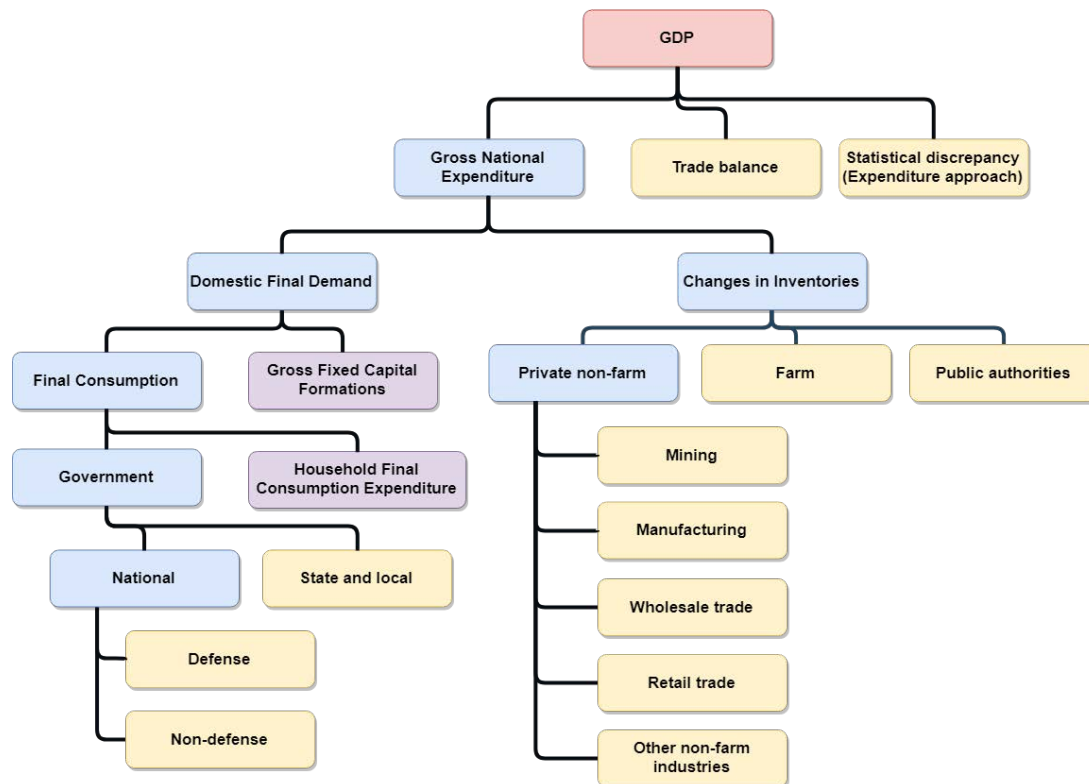 GDP
Gross National
Expenditure
Trade balance
Statistical discrepancy
(Expenditure approach)
Domestic Final Demand
Changes in Inventories
Final Consumption
Gross Fixed Capital
Formations
Private non-farm
Farm
Public authorities
Government
Household Final
Consumption Expenditure
Mining
Manufacturing
National
State and local
Wholesale trade
Defense
Retail trade
Non-defense
Other non-farm
industries